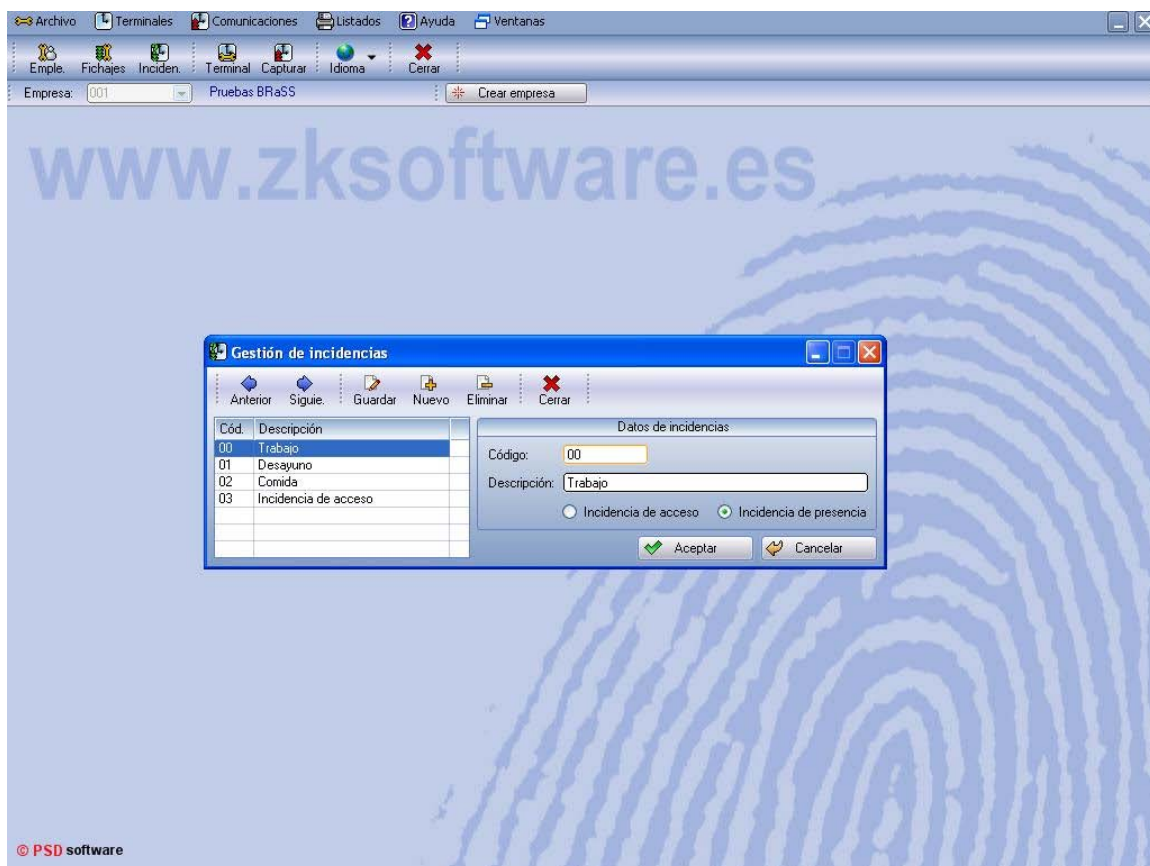 Archivo Terminales Comunicaciones Listados Ayuda Ventanas
Emple. Fichajes Inciden. Terminal Capturar Idioma Cerrar
Empresa: 001 Pruebas BRaSS Crear empresa
www.zksoftware.es
Gestión de incidencias
Anterior Siguie. Guardar Nuevo Eliminar Cerrar
Cód. Descripción
00 Trabajo
01 Desayuno
02 Comida
03 Incidencia de acceso
Datos de incidencias
Código: 00
Descripción: Trabajo
Incidencia de acceso Incidencia de presencia
Aceptar Cancelar
© PSD software